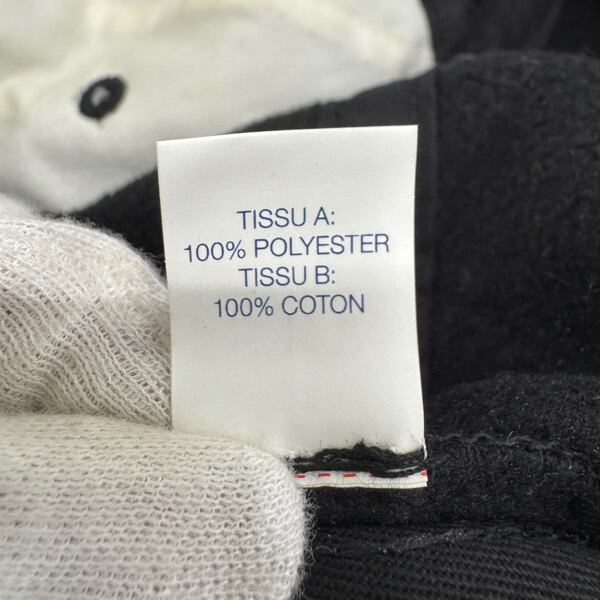 TISSU A:
100% POLYESTER
TISSU B:
100% COTON